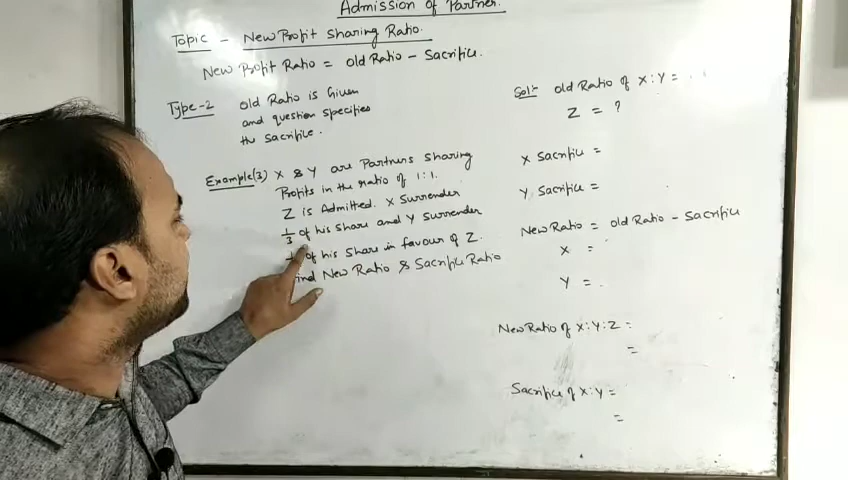 Admission of Partner.
Topic - New Profit Sharing Ratio.
New Profit Ratio = old Ratio - Sacrifice.
Type-2 old Ratio is Given
and question specifies
the Sacrifice.
Example(3) X & Y are Partners Sharing
Profits in the ratio of 1:1.
Z is Admitted. X Surrender
1/3 of his Share and Y Surrender
of his Share in favour of Z.
New Ratio & Sacrifice Ratio
Sol:- old Ratio of X:Y =
Z = ?
X Sacrifice =
Y Sacrifice =
New Ratio = old Ratio - Sacrifice
X =
Y =
New Ratio of X:Y:Z =
=
Sacrifice of X:Y =
=